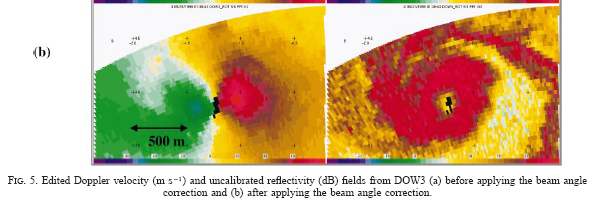 (b)
500 m
FIG. 5. Edited Doppler velocity (m s⁻¹) and uncalibrated reflectivity (dB) fields from DOW3 (a) before applying the beam angle
correction and (b) after applying the beam angle correction.